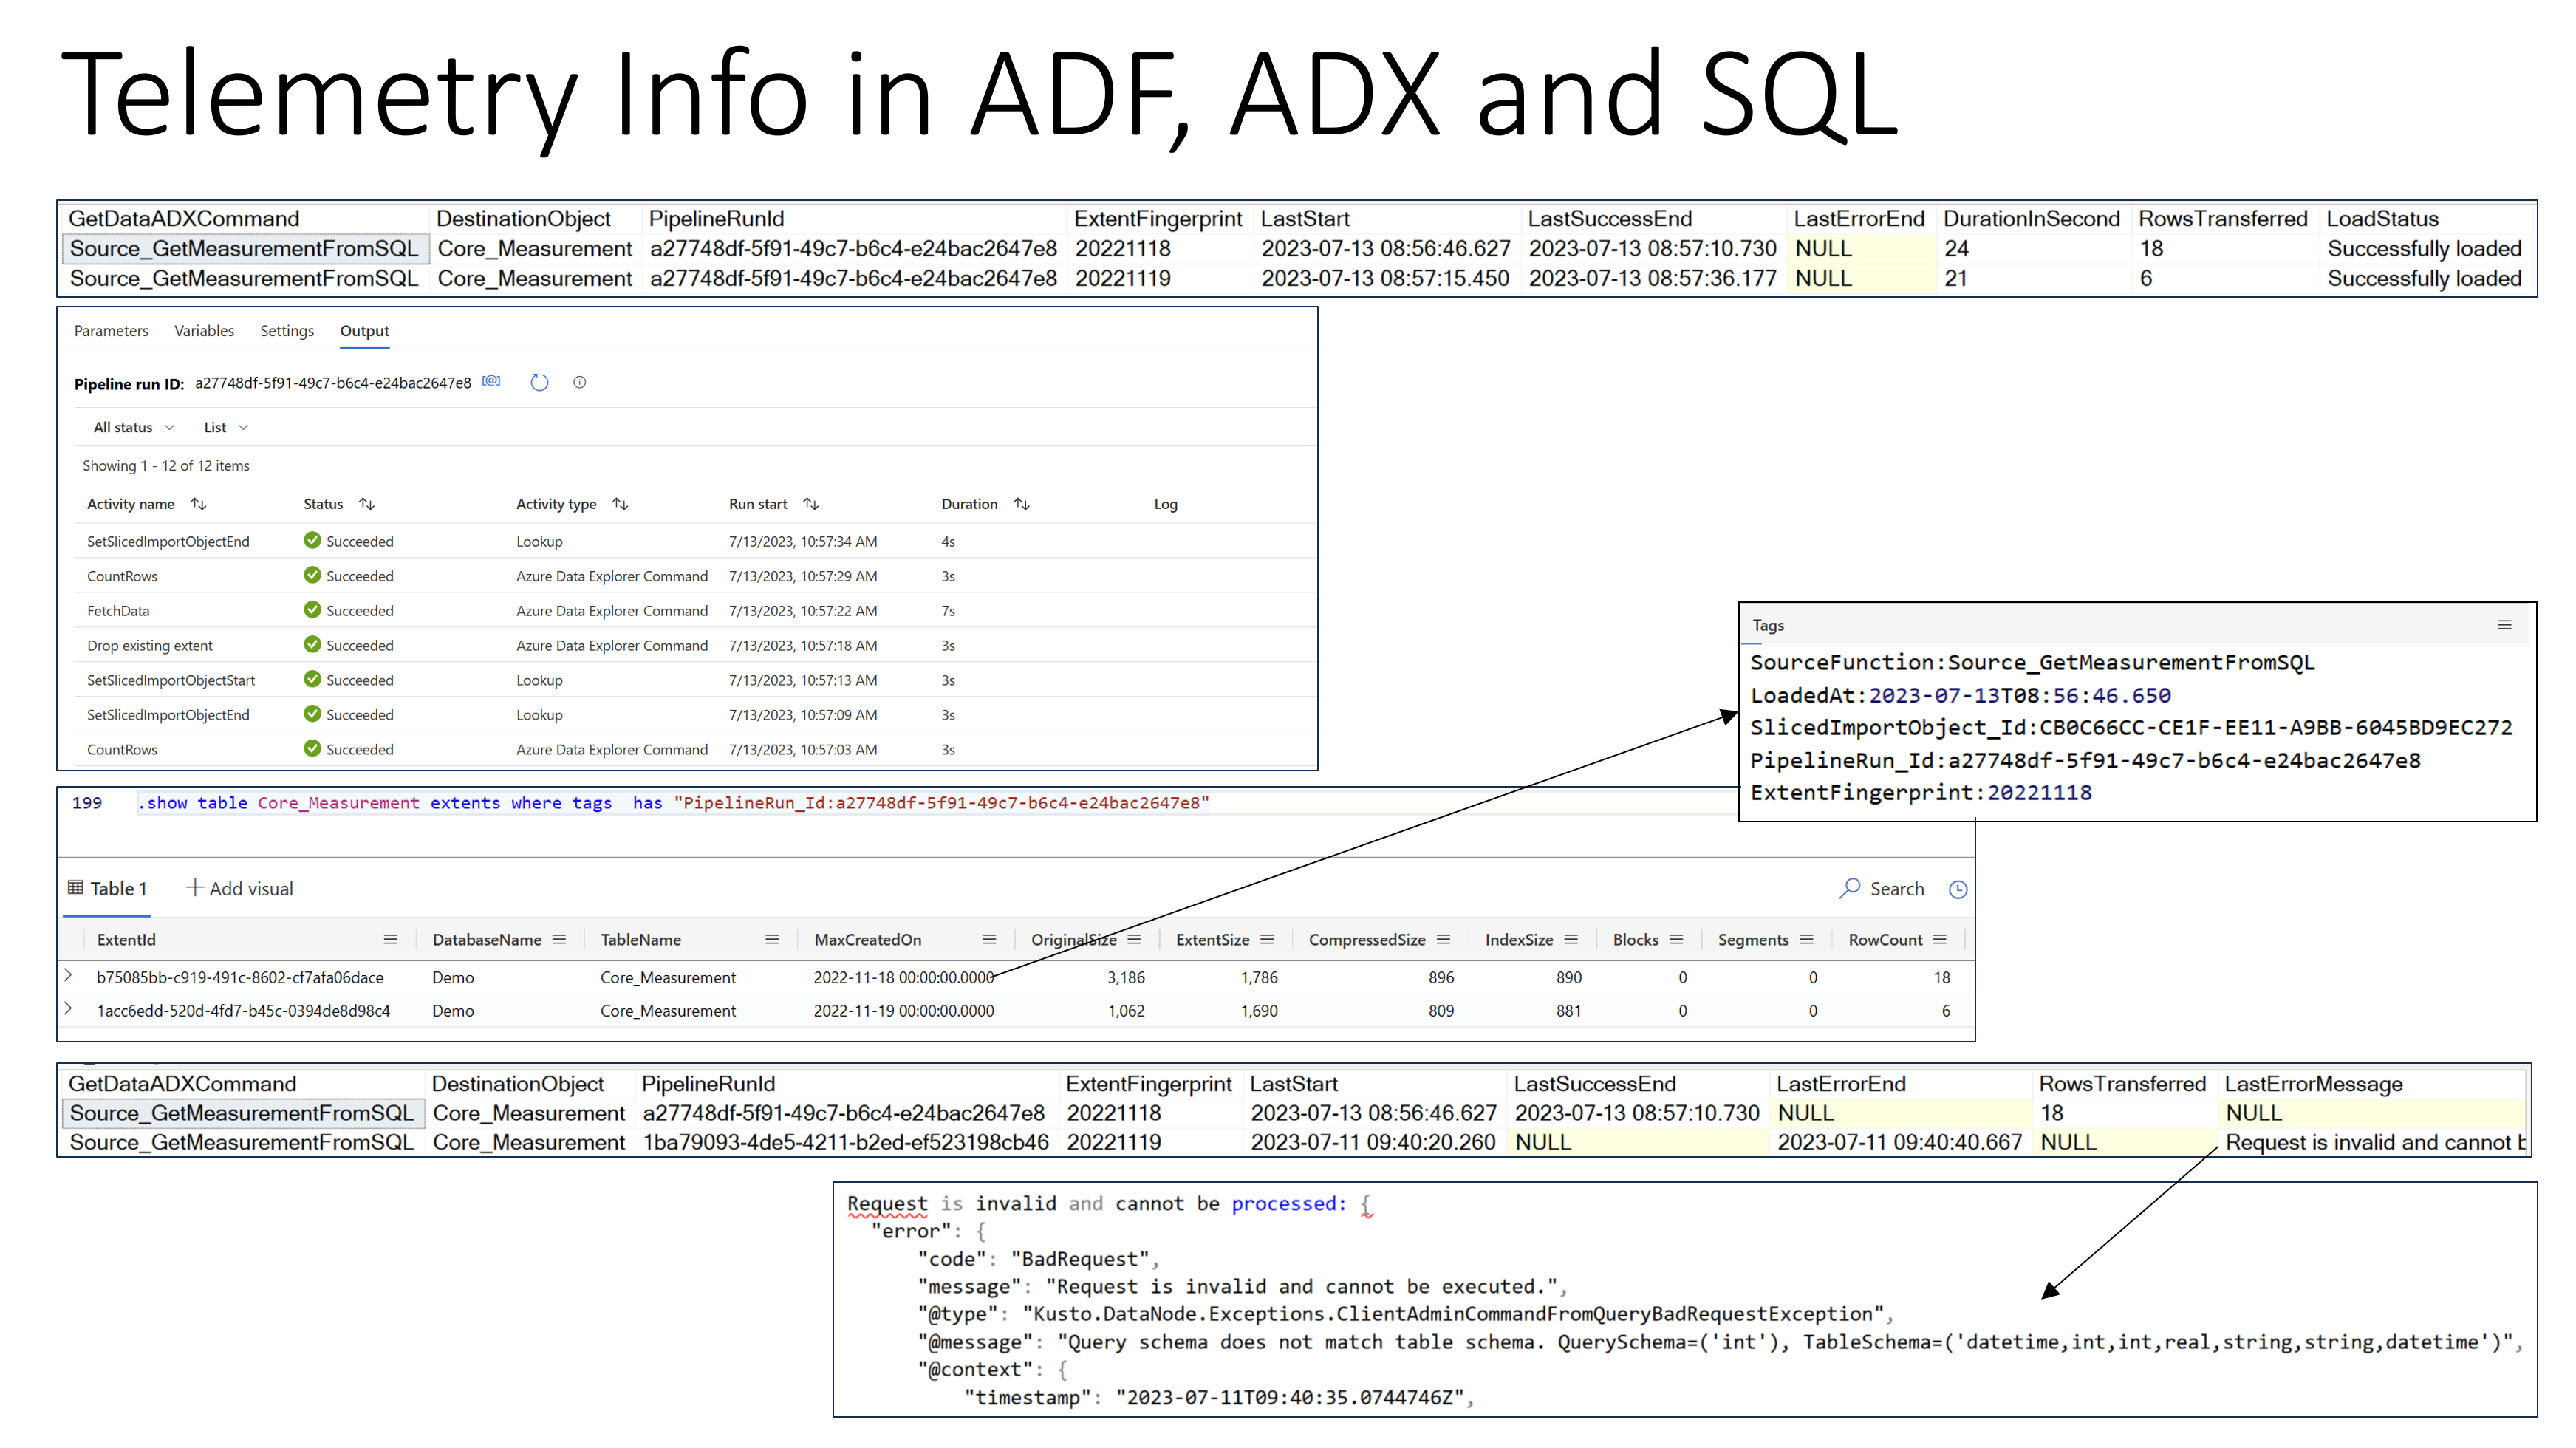 Telemetry Info in ADF, ADX and SQL
GetDataADXCommand DestinationObject PipelineRunId ExtentFingerprint LastStart LastSuccessEnd LastErrorEnd DurationInSecond RowsTransferred LoadStatus
Source_GetMeasurementFromSQL Core_Measurement a27748df-5f91-49c7-b6c4-e24bac2647e8 20221118 2023-07-13 08:56:46.627 2023-07-13 08:57:10.730 NULL 24 18 Successfully loaded
Source_GetMeasurementFromSQL Core_Measurement a27748df-5f91-49c7-b6c4-e24bac2647e8 20221119 2023-07-13 08:57:15.450 2023-07-13 08:57:36.177 NULL 21 6 Successfully loaded
Parameters Variables Settings Output
Pipeline run ID: a27748df-5f91-49c7-b6c4-e24bac2647e8 [@]
All status List
Showing 1 - 12 of 12 items
Activity name Status Activity type Run start Duration Log
SetSlicedImportObjectEnd Succeeded Lookup 7/13/2023, 10:57:34 AM 4s
CountRows Succeeded Azure Data Explorer Command 7/13/2023, 10:57:29 AM 3s
FetchData Succeeded Azure Data Explorer Command 7/13/2023, 10:57:22 AM 7s
Drop existing extent Succeeded Azure Data Explorer Command 7/13/2023, 10:57:18 AM 3s
SetSlicedImportObjectStart Succeeded Lookup 7/13/2023, 10:57:13 AM 3s
SetSlicedImportObjectEnd Succeeded Lookup 7/13/2023, 10:57:09 AM 3s
CountRows Succeeded Azure Data Explorer Command 7/13/2023, 10:57:03 AM 3s
Tags
SourceFunction:Source_GetMeasurementFromSQL
LoadedAt:2023-07-13T08:56:46.650
SlicedImportObject_Id:CB0C66CC-CE1F-EE11-A9BB-6045BD9EC272
PipelineRun_Id:a27748df-5f91-49c7-b6c4-e24bac2647e8
ExtentFingerprint:20221118
199 .show table Core_Measurement extents where tags has "PipelineRun_Id:a27748df-5f91-49c7-b6c4-e24bac2647e8"
Table 1 + Add visual Search
ExtentId DatabaseName TableName MaxCreatedOn OriginalSize ExtentSize CompressedSize IndexSize Blocks Segments RowCount
b75085bb-c919-491c-8602-cf7afa06dace Demo Core_Measurement 2022-11-18 00:00:00.0000 3,186 1,786 896 890 0 0 18
1acc6edd-520d-4fd7-b45c-0394de8d98c4 Demo Core_Measurement 2022-11-19 00:00:00.0000 1,062 1,690 809 881 0 0 6
GetDataADXCommand DestinationObject PipelineRunId ExtentFingerprint LastStart LastSuccessEnd LastErrorEnd RowsTransferred LastErrorMessage
Source_GetMeasurementFromSQL Core_Measurement a27748df-5f91-49c7-b6c4-e24bac2647e8 20221118 2023-07-13 08:56:46.627 2023-07-13 08:57:10.730 NULL 18 NULL
Source_GetMeasurementFromSQL Core_Measurement 1ba79093-4de5-4211-b2ed-ef523198cb46 20221119 2023-07-11 09:40:20.260 NULL 2023-07-11 09:40:40.667 NULL Request is invalid and cannot b
Request is invalid and cannot be processed: {
"error": {
"code": "BadRequest",
"message": "Request is invalid and cannot be executed.",
"@type": "Kusto.DataNode.Exceptions.ClientAdminCommandFromQueryBadRequestException",
"@message": "Query schema does not match table schema. QuerySchema=('int'), TableSchema=('datetime,int,int,real,string,string,datetime')",
"@context": {
"timestamp": "2023-07-11T09:40:35.0744746Z",